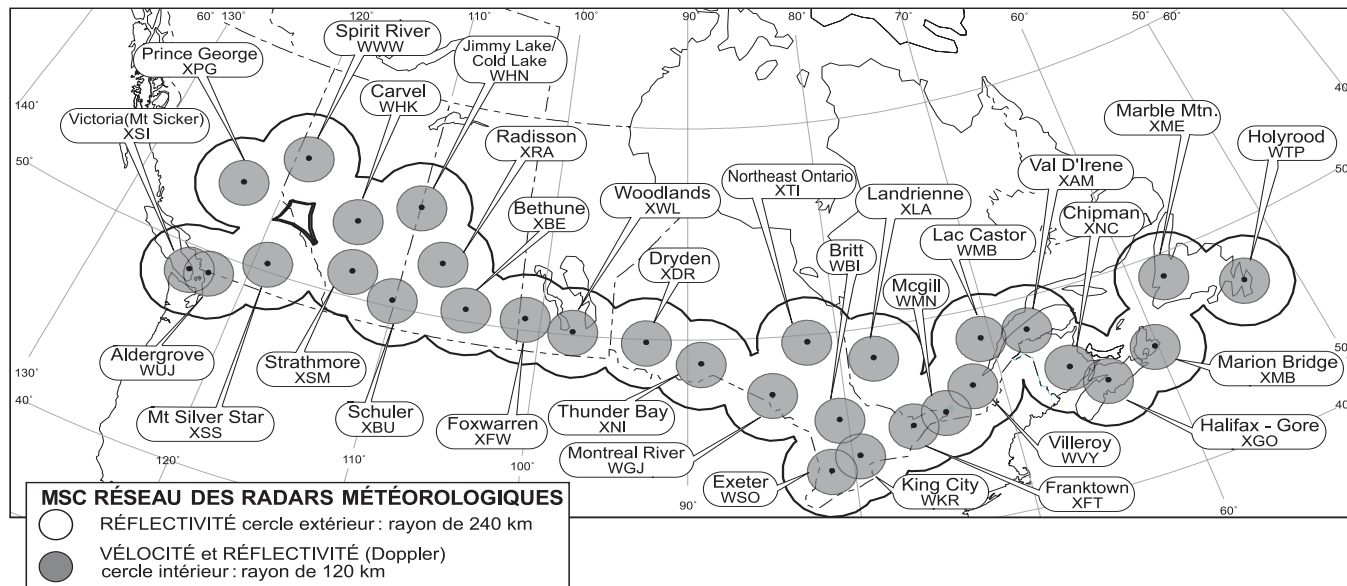 60˚
130˚
120˚
110˚
100˚
90˚
80˚
70˚
60˚
50˚
60˚
40˚
140˚
50˚
130˚
40˚
120˚
110˚
100˚
90˚
80˚
70˚
60˚
50˚
40˚
Spirit River
WWW
Prince George
XPG
Jimmy Lake/
Cold Lake
WHN
Carvel
WHK
Victoria(Mt Sicker)
XSI
Radisson
XRA
Marble Mtn.
XME
Holyrood
WTP
Val D'Irene
XAM
Northeast Ontario
XTI
Landrienne
XLA
Woodlands
XWL
Bethune
XBE
Chipman
XNC
Lac Castor
WMB
Britt
WBI
Dryden
XDR
Mcgill
WMN
Aldergrove
WUJ
Strathmore
XSM
Marion Bridge
XMB
Mt Silver Star
XSS
Schuler
XBU
Foxwarren
XFW
Thunder Bay
XNI
Halifax - Gore
XGO
Montreal River
WGJ
Villeroy
WVY
Exeter
WSO
King City
WKR
Franktown
XFT
MSC RÉSEAU DES RADARS MÉTÉOROLOGIQUES
RÉFLECTIVITÉ cercle extérieur : rayon de 240 km
VÉLOCITÉ et RÉFLECTIVITÉ (Doppler)
cercle intérieur : rayon de 120 km